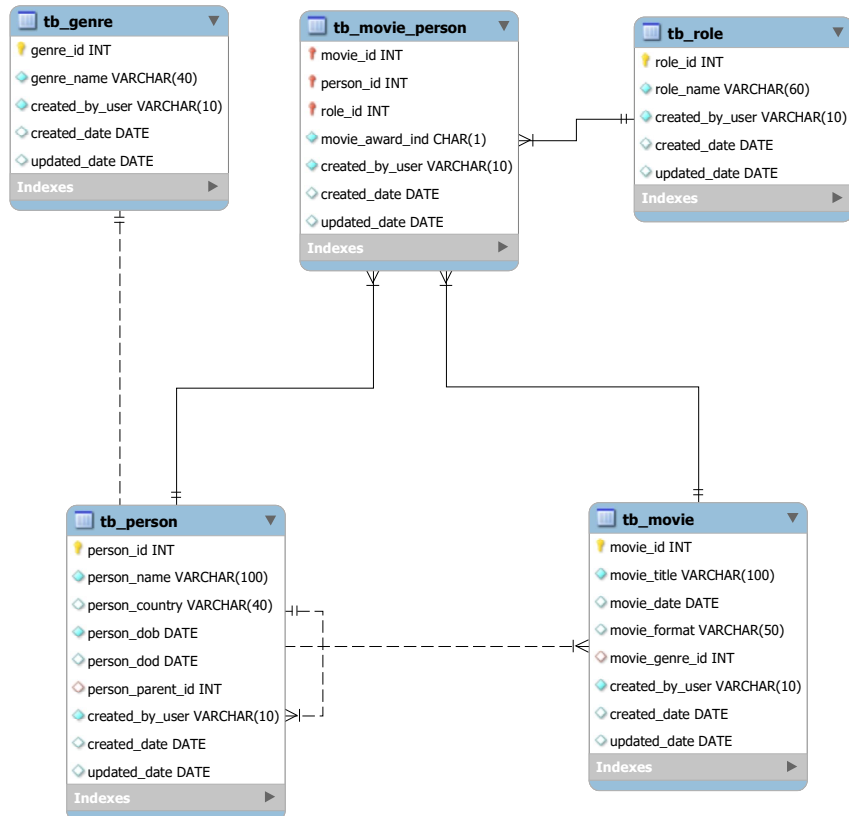 tb_genre
genre_id INT
genre_name VARCHAR(40)
created_by_user VARCHAR(10)
created_date DATE
updated_date DATE
Indexes
tb_movie_person
movie_id INT
person_id INT
role_id INT
movie_award_ind CHAR(1)
created_by_user VARCHAR(10)
created_date DATE
updated_date DATE
Indexes
tb_role
role_id INT
role_name VARCHAR(60)
created_by_user VARCHAR(10)
created_date DATE
updated_date DATE
Indexes
tb_person
person_id INT
person_name VARCHAR(100)
person_country VARCHAR(40)
person_dob DATE
person_dod DATE
person_parent_id INT
created_by_user VARCHAR(10)
created_date DATE
updated_date DATE
Indexes
tb_movie
movie_id INT
movie_title VARCHAR(100)
movie_date DATE
movie_format VARCHAR(50)
movie_genre_id INT
created_by_user VARCHAR(10)
created_date DATE
updated_date DATE
Indexes